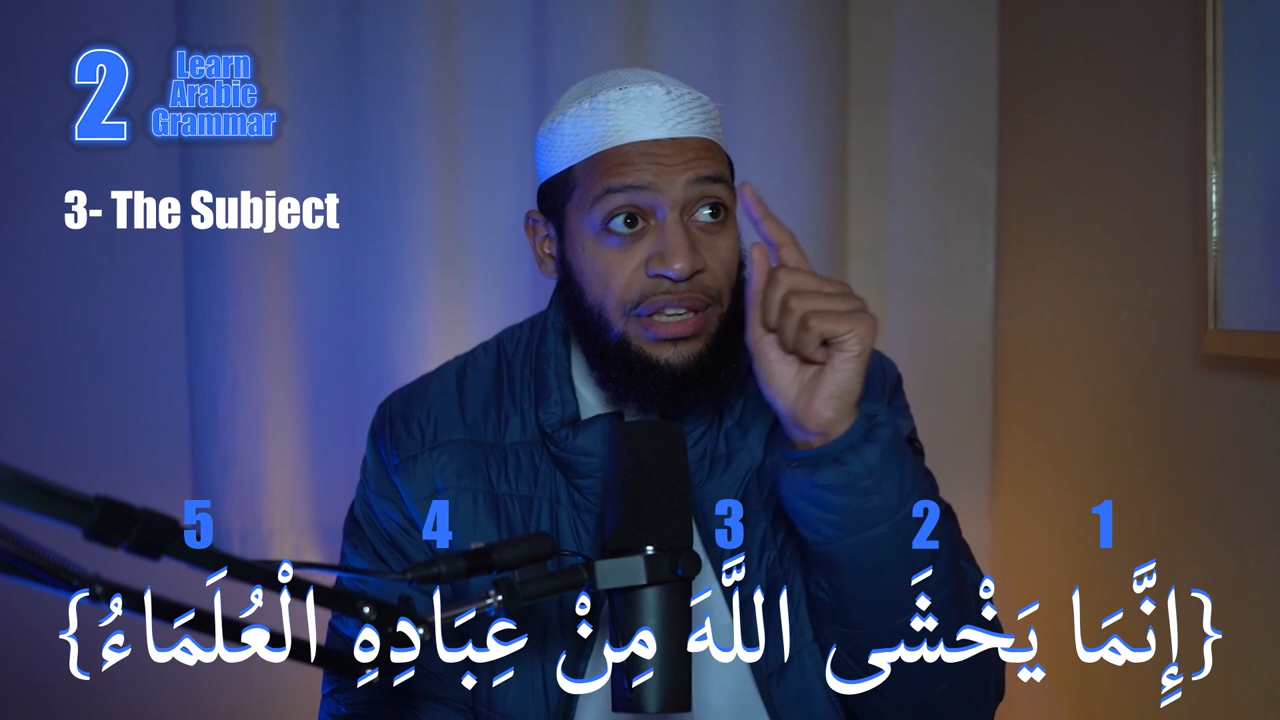 2
Learn
Arabic
Grammar
3- The Subject
5 4 3 2 1
{إِنَّمَا يَخْشَى اللَّهَ مِنْ عِبَادِهِ الْعُلَمَاءُ}